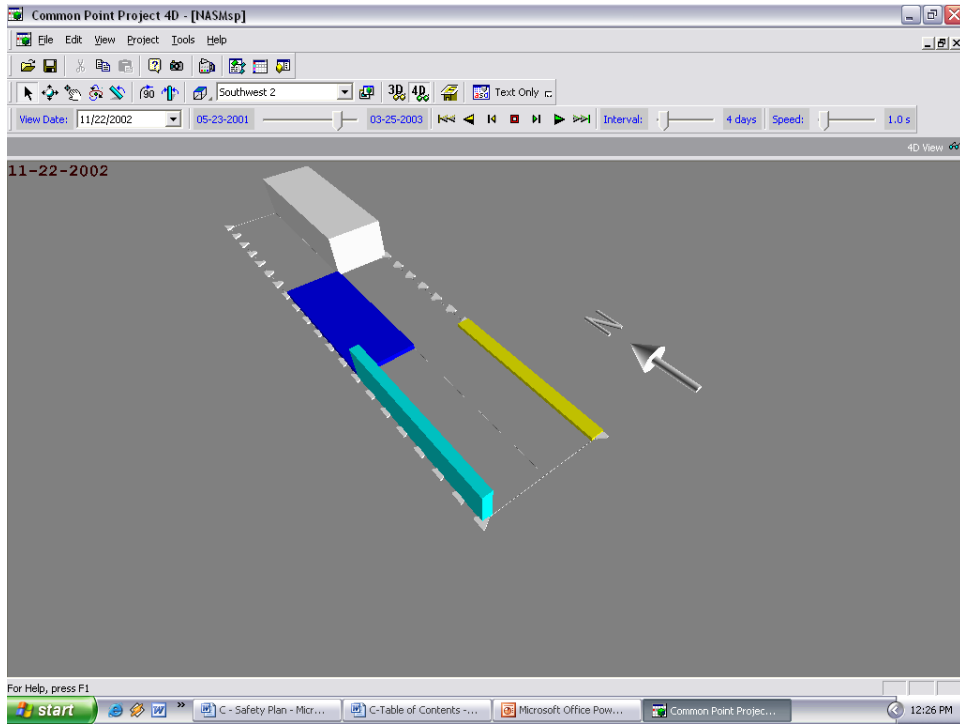 Common Point Project 4D - [NASMsp]
File Edit View Project Tools Help
Southwest 2 3D 4D Text Only
View Date: 11/22/2002 05-23-2001 03-25-2003 Interval: 4 days Speed: 1.0 s
4D View
11-22-2002
N
For Help, press F1
start W » C - Safety Plan - Micr... C-Table of Contents -... Microsoft Office Pow... Common Point Projec... 12:26 PM